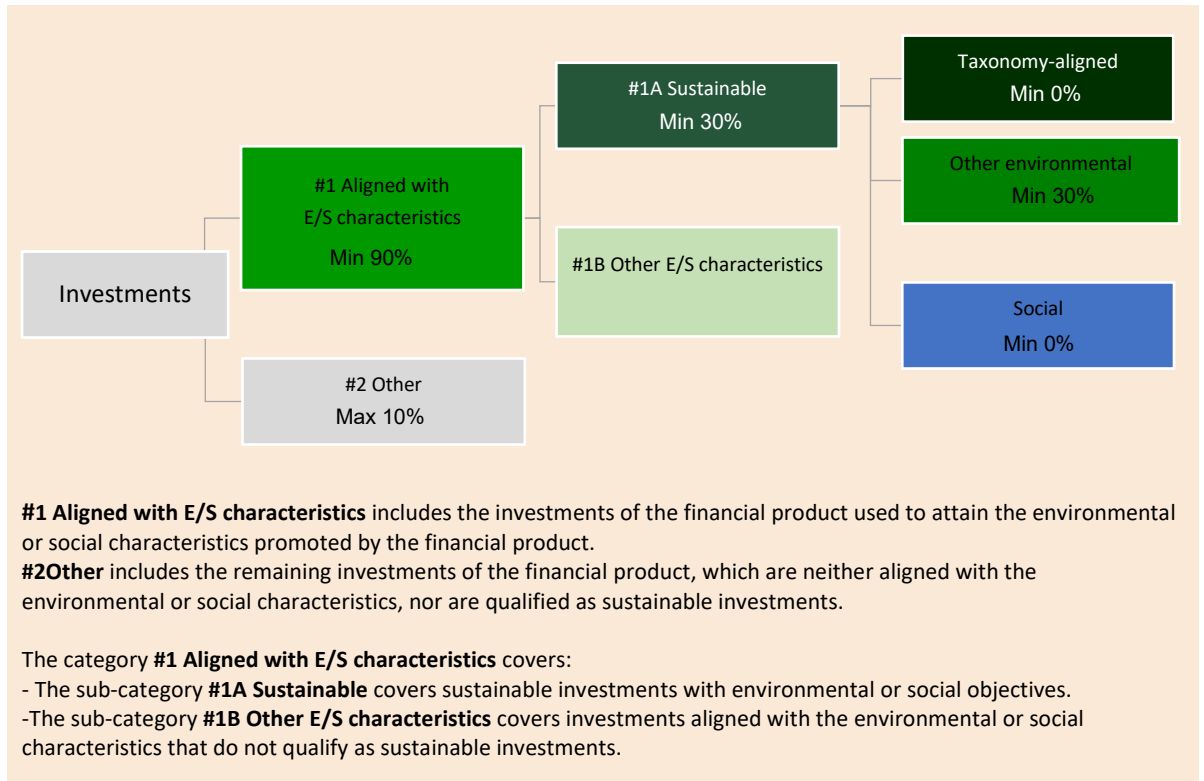 Investments
#1 Aligned with
E/S characteristics
Min 90%
#2 Other
Max 10%
#1A Sustainable
Min 30%
#1B Other E/S characteristics
Taxonomy-aligned
Min 0%
Other environmental
Min 30%
Social
Min 0%
#1 Aligned with E/S characteristics includes the investments of the financial product used to attain the environmental
or social characteristics promoted by the financial product.
#2Other includes the remaining investments of the financial product, which are neither aligned with the
environmental or social characteristics, nor are qualified as sustainable investments.
The category #1 Aligned with E/S characteristics covers:
- The sub-category #1A Sustainable covers sustainable investments with environmental or social objectives.
-The sub-category #1B Other E/S characteristics covers investments aligned with the environmental or social
characteristics that do not qualify as sustainable investments.